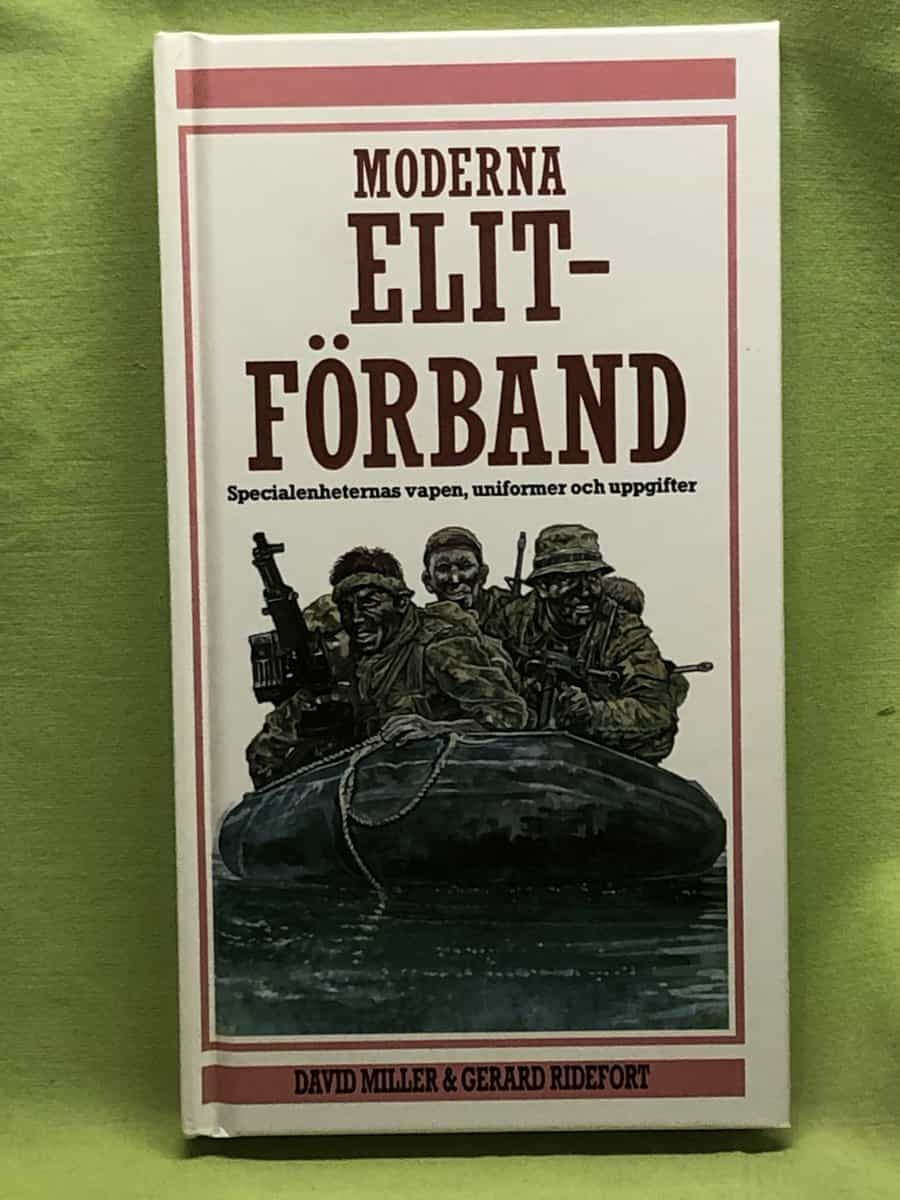 MODERNA
ELIT-
FÖRBAND
Specialenheternas vapen, uniformer och uppgifter
DAVID MILLER & GERARD RIDEFORT